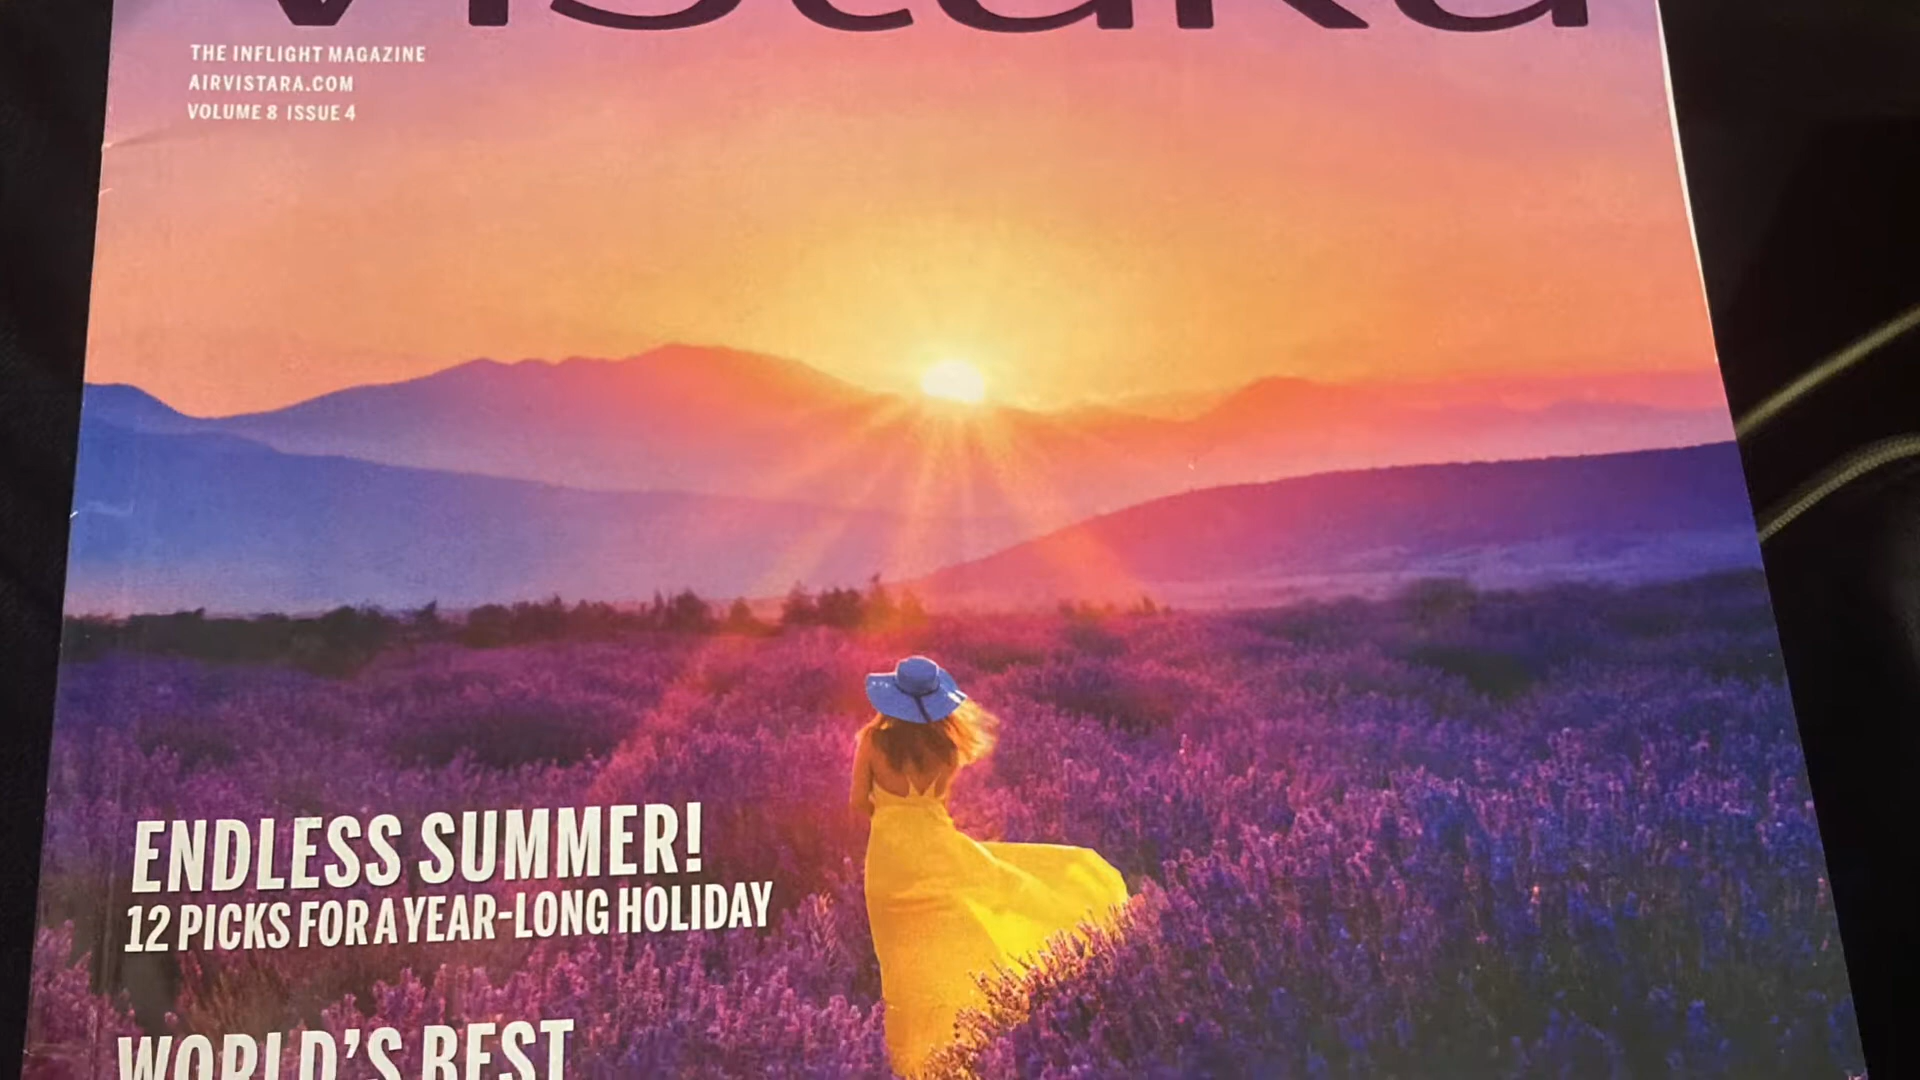 vistara
THE INFLIGHT MAGAZINE
AIRVISTARA.COM
VOLUME 8 ISSUE 4
ENDLESS SUMMER!
12 PICKS FOR A YEAR-LONG HOLIDAY
WORLD'S BEST